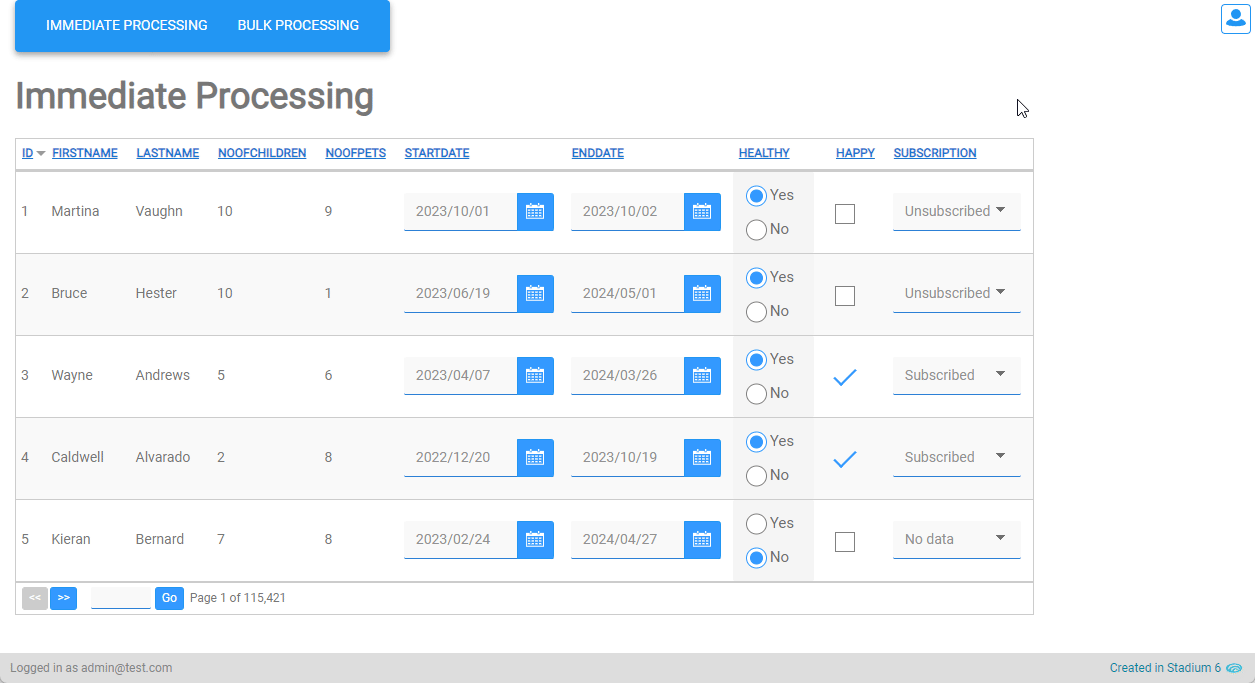 IMMEDIATE PROCESSING BULK PROCESSING
Immediate Processing
ID FIRSTNAME LASTNAME NOOFCHILDREN NOOFPETS STARTDATE ENDDATE HEALTHY HAPPY SUBSCRIPTION
1 Martina Vaughn 10 9 2023/10/01 2023/10/02 Yes No Unsubscribed
2 Bruce Hester 10 1 2023/06/19 2024/05/01 Yes No Unsubscribed
3 Wayne Andrews 5 6 2023/04/07 2024/03/26 Yes No Subscribed
4 Caldwell Alvarado 2 8 2022/12/20 2023/10/19 Yes No Subscribed
5 Kieran Bernard 7 8 2023/02/24 2024/04/27 Yes No No data
<< >> Go Page 1 of 115,421
Logged in as admin@test.com Created in Stadium 6